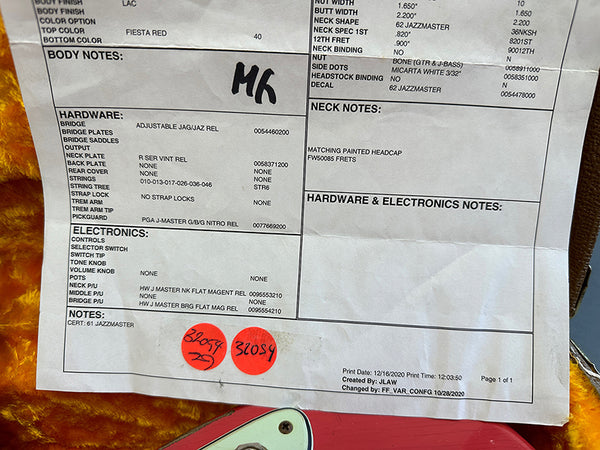 BODY FINISH LAC
COLOR OPTION
TOP COLOR FIESTA RED
BOTTOM COLOR 40
BODY NOTES:
HARDWARE:
BRIDGE ADJUSTABLE JAG/JAZ REL 0054460200
BRIDGE PLATES
BRIDGE SADDLES
OUTPUT
NECK PLATE R SER VINT REL 0058371200
BACK PLATE NONE NONE
REAR COVER NONE NONE
STRINGS 010-013-017-026-036-046 STR6
STRING TREE
STRAP LOCK NO STRAP LOCKS
TREM ARM NONE
TREM ARM TIP
PICKGUARD PGA J-MASTER G/B/G NITRO REL 0077669200
ELECTRONICS:
CONTROLS
SELECTOR SWITCH
SWITCH TIP
TONE KNOB
VOLUME KNOB NONE
POTS NONE
NECK P/U HW J MASTER NK FLAT MAGENT REL 0095553210
MIDDLE P/U NONE NONE
BRIDGE P/U HW J MASTER BRG FLAT MAG REL 0095554210
NOTES:
CERT: 61 JAZZMASTER
32054
NUT WIDTH 10
BUTT WIDTH 1.650" 1.650
NECK SHAPE 2.200" 2.200
NECK SPEC 1ST 62 JAZZMASTER 36NKSH
12TH FRET .820" 8201ST
NECK BINDING .900" 90012TH
NUT NO N
SIDE DOTS BONE (GTR & J-BASS) 0058911000
HEADSTOCK BINDING MICARTA WHITE 3/32" 0058351000
DECAL NO N
62 JAZZMASTER 0054478000
NECK NOTES:
MATCHING PAINTED HEADCAP
FW50085 FRETS
HARDWARE & ELECTRONICS NOTES:
Print Date: 12/16/2020 Print Time: 12:03:50 Page 1 of 1
Created By: JLAW
Changed by: FF_VAR_CONFG 10/28/2020